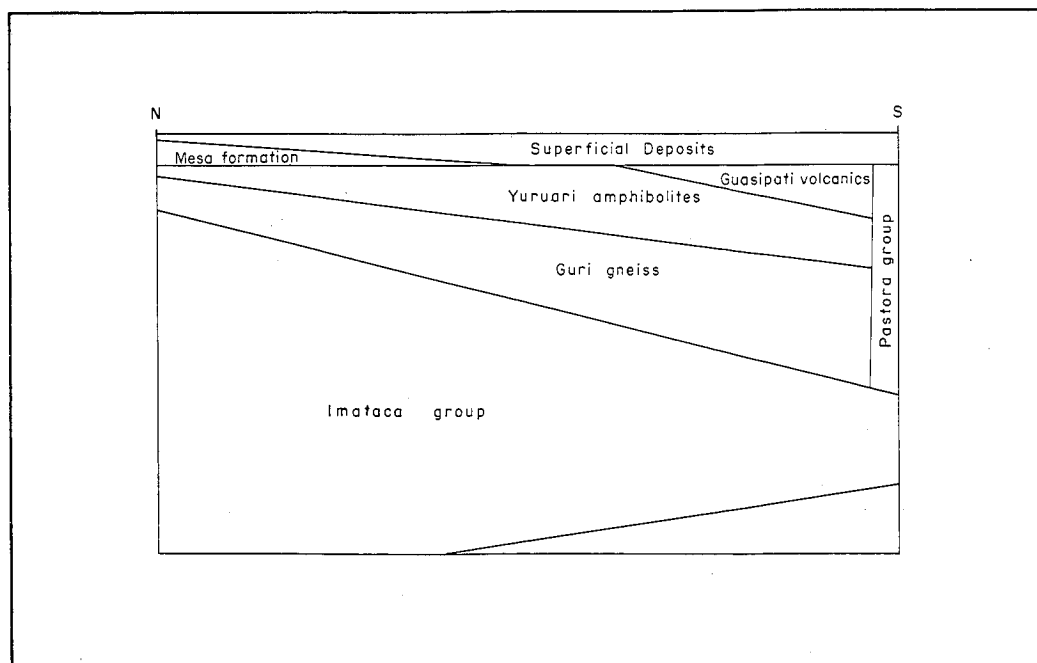 N
S
Superficial Deposits
Mesa formation
Guasipati volcanics
Yuruari amphibolites
Guri gneiss
Pastora group
Imataca group